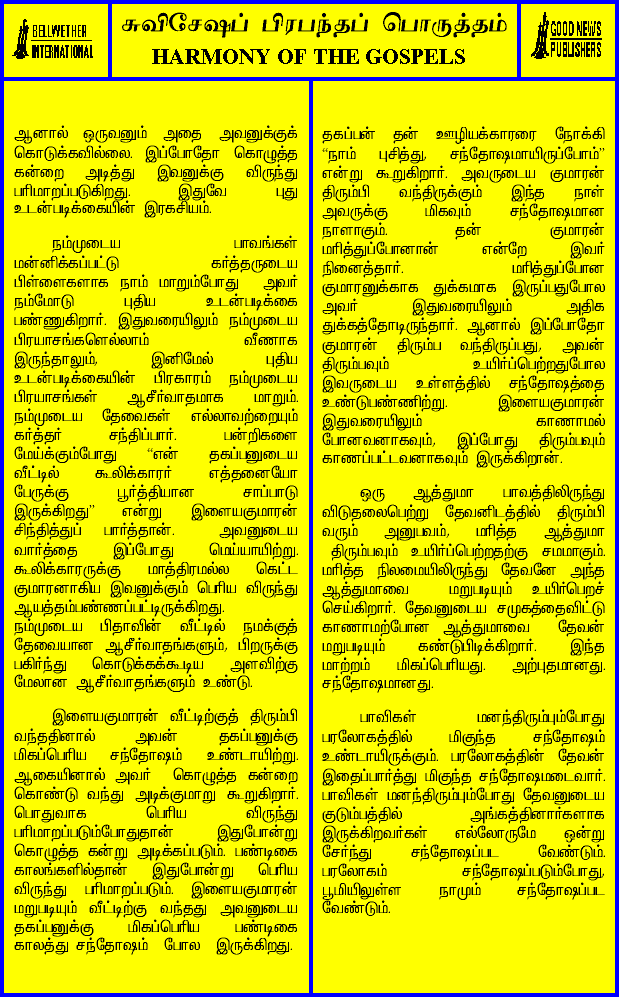 BELLWETHER
INTERNATIONAL
சுவிசேஷப் பிரபந்தப் பொருத்தம்
HARMONY OF THE GOSPELS
GOOD NEWS
PUBLISHERS
ஆனால் ஒருவனும் அதை அவனுக்குக்
கொடுக்கவில்லை. இப்போதோ கொழுத்த
கன்றை அடித்து இவனுக்கு விருந்து
பரிமாறப்படுகிறது. இதுவே புது
உடன்படிக்கையின் இரகசியம்.
நம்முடைய பாவங்கள்
மன்னிக்கப்பட்டு கர்த்தருடைய
பிள்ளைகளாக நாம் மாறும்போது அவர்
நம்மோடு புதிய உடன்படிக்கை
பண்ணுகிறார். இதுவரையிலும் நம்முடைய
பிரயாசங்களெல்லாம் வீணாக
இருந்தாலும், இனிமேல் புதிய
உடன்படிக்கையின் பிரகாரம் நம்முடைய
பிரயாசங்கள் ஆசீர்வாதமாக மாறும்.
நம்முடைய தேவைகள் எல்லாவற்றையும்
கர்த்தர் சந்திப்பார். பன்றிகளை
மேய்க்கும்போது “என் தகப்பனுடைய
வீட்டில் கூலிக்காரர் எத்தனையோ
பேருக்கு பூர்த்தியான சாப்பாடு
இருக்கிறது” என்று இளையகுமாரன்
சிந்தித்துப் பார்த்தான். அவனுடைய
வார்த்தை இப்போது மெய்யாயிற்று.
கூலிக்காரருக்கு மாத்திரமல்ல கெட்ட
குமாரனாகிய இவனுக்கும் பெரிய விருந்து
ஆயத்தம்பண்ணப்பட்டிருக்கிறது.
நம்முடைய பிதாவின் வீட்டில் நமக்குத்
தேவையான ஆசீர்வாதங்களும், பிறருக்கு
பகிர்ந்து கொடுக்கக்கூடிய அளவிற்கு
மேலான ஆசீர்வாதங்களும் உண்டு.
இளையகுமாரன் வீட்டிற்குத் திரும்பி
வந்ததினால் அவன் தகப்பனுக்கு
மிகப்பெரிய சந்தோஷம் உண்டாயிற்று.
ஆகையினால் அவர் கொழுத்த கன்றை
கொண்டு வந்து அடிக்குமாறு கூறுகிறார்.
பொதுவாக பெரிய விருந்து
பரிமாறப்படும்போதுதான் இதுபோன்று
கொழுத்த கன்று அடிக்கப்படும். பண்டிகை
காலங்களில்தான் இதுபோன்று பெரிய
விருந்து பரிமாறப்படும். இளையகுமாரன்
மறுபடியும் வீட்டிற்கு வந்தது அவனுடைய
தகப்பனுக்கு மிகப்பெரிய பண்டிகை
காலத்து சந்தோஷம் போல இருக்கிறது.
தகப்பன் தன் ஊழியக்காரரை நோக்கி
“நாம் புசித்து, சந்தோஷமாயிருப்போம்”
என்று கூறுகிறார். அவருடைய குமாரன்
திரும்பி வந்திருக்கும் இந்த நாள்
அவருக்கு மிகவும் சந்தோஷமான
நாளாகும். தன் குமாரன்
மரித்துப்போனான் என்றே இவர்
நினைத்தார். மரித்துப்போன
குமாரனுக்காக துக்கமாக இருப்பதுபோல
அவர் இதுவரையிலும் அதிக
துக்கத்தோடிருந்தார். ஆனால் இப்போதோ
குமாரன் திரும்ப வந்திருப்பது, அவன்
திரும்பவும் உயிர்ப்பெற்றதுபோல
இவருடைய உள்ளத்தில் சந்தோஷத்தை
உண்டுபண்ணிற்று. இளையகுமாரன்
இதுவரையிலும் காணாமல்
போனவனாகவும், இப்போது திரும்பவும்
காணப்பட்டவனாகவும் இருக்கிறான்.
ஒரு ஆத்துமா பாவத்திலிருந்து
விடுதலைபெற்று தேவனிடத்தில் திரும்பி
வரும் அனுபவம், மரித்த ஆத்துமா
திரும்பவும் உயிர்ப்பெற்றதற்கு சமமாகும்.
மரித்த நிலமையிலிருந்து தேவனே அந்த
ஆத்துமாவை மறுபடியும் உயிர்பெறச்
செய்கிறார். தேவனுடைய சமுகத்தைவிட்டு
காணாமற்போன ஆத்துமாவை தேவன்
மறுபடியும் கண்டுபிடிக்கிறார். இந்த
மாற்றம் மிகப்பெரியது. அற்புதமானது.
சந்தோஷமானது.
பாவிகள் மனந்திரும்பும்போது
பரலோகத்தில் மிகுந்த சந்தோஷம்
உண்டாயிருக்கும். பரலோகத்தின் தேவன்
இதைப்பார்த்து மிகுந்த சந்தோஷமடைவார்.
பாவிகள் மனந்திரும்பும்போது தேவனுடைய
குடும்பத்தில் அங்கத்தினார்களாக
இருக்கிறவர்கள் எல்லோருமே ஒன்று
சேர்ந்து சந்தோஷப்பட வேண்டும்.
பரலோகம் சந்தோஷப்படும்போது,
பூமியிலுள்ள நாமும் சந்தோஷப்பட
வேண்டும்.